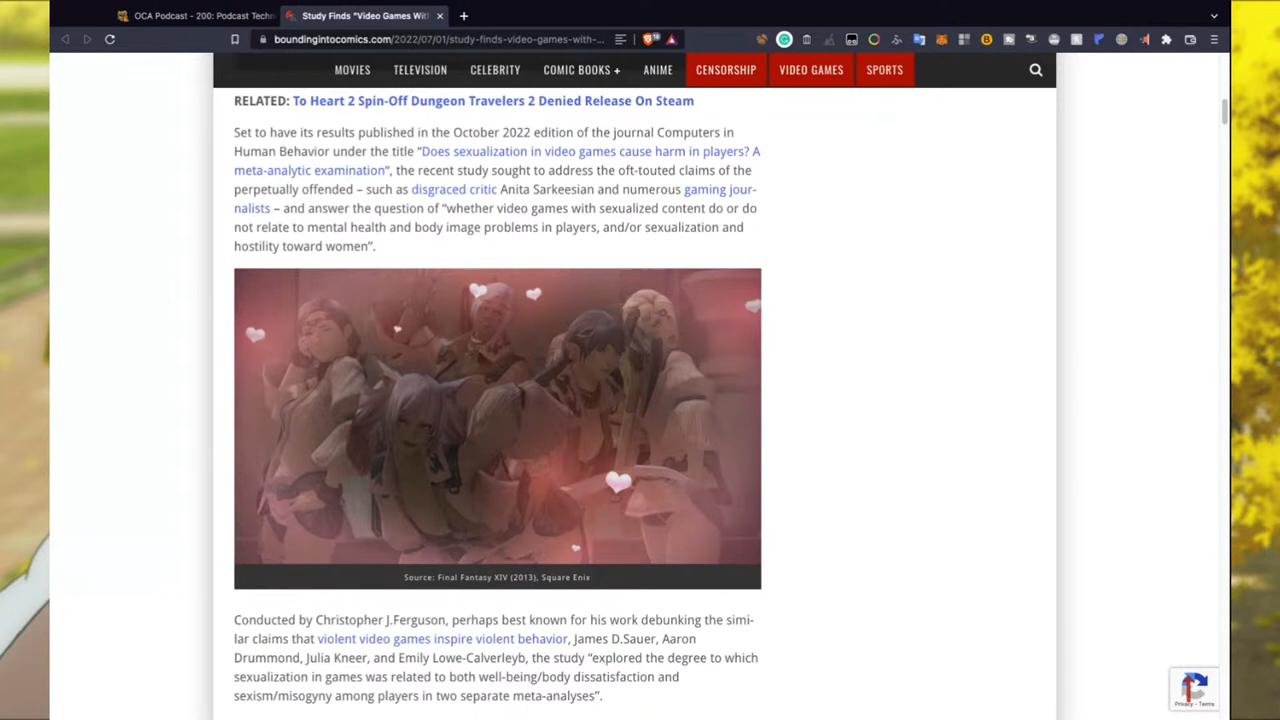 OCA Podcast - 200: Podcast Techn
Study Finds "Video Games Wit
boundingintocomics.com/2022/07/01/study-finds-video-games-with-...
MOVIES TELEVISION CELEBRITY COMIC BOOKS + ANIME CENSORSHIP VIDEO GAMES SPORTS
RELATED: To Heart 2 Spin-Off Dungeon Travelers 2 Denied Release On Steam
Set to have its results published in the October 2022 edition of the journal Computers in
Human Behavior under the title "Does sexualization in video games cause harm in players? A
meta-analytic examination", the recent study sought to address the oft-touted claims of the
perpetually offended – such as disgraced critic Anita Sarkeesian and numerous gaming jour-
nalists – and answer the question of "whether video games with sexualized content do or do
not relate to mental health and body image problems in players, and/or sexualization and
hostility toward women".
Source: Final Fantasy XIV (2013), Square Enix
Conducted by Christopher J.Ferguson, perhaps best known for his work debunking the simi-
lar claims that violent video games inspire violent behavior, James D.Sauer, Aaron
Drummond, Julia Kneer, and Emily Lowe-Calverleyb, the study "explored the degree to which
sexualization in games was related to both well-being/body dissatisfaction and
sexism/misogyny among players in two separate meta-analyses".
Privacy - Terms